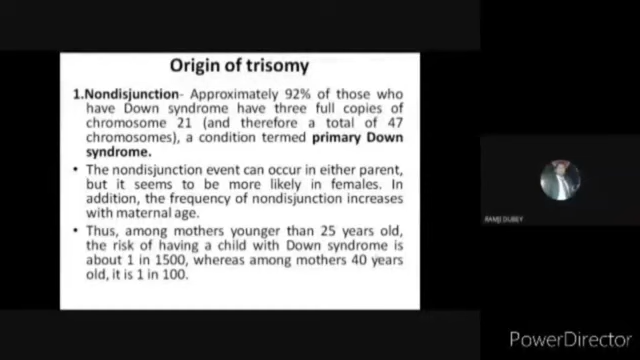 Origin of trisomy
1.Nondisjunction- Approximately 92% of those who
have Down syndrome have three full copies of
chromosome 21 (and therefore a total of 47
chromosomes), a condition termed primary Down
syndrome.
• The nondisjunction event can occur in either parent,
but it seems to be more likely in females. In
addition, the frequency of nondisjunction increases
with maternal age.
• Thus, among mothers younger than 25 years old,
the risk of having a child with Down syndrome is
about 1 in 1500, whereas among mothers 40 years
old, it is 1 in 100.
RAMJI DUBEY
PowerDirector